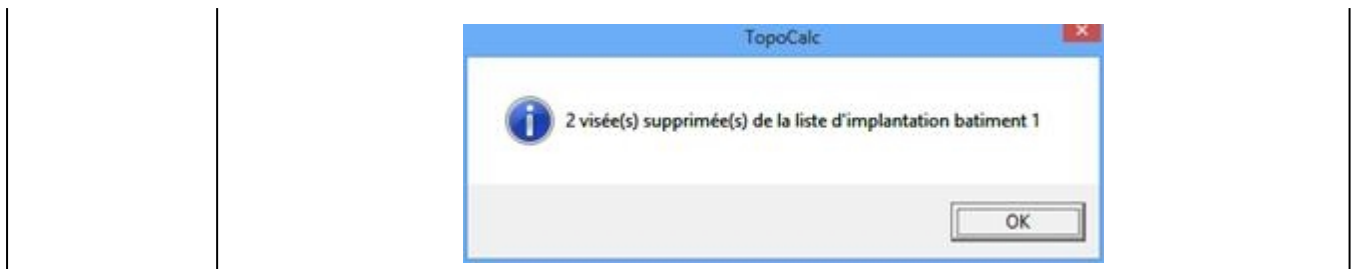 TopoCalc
2 visée(s) supprimée(s) de la liste d'implantation batiment 1
OK